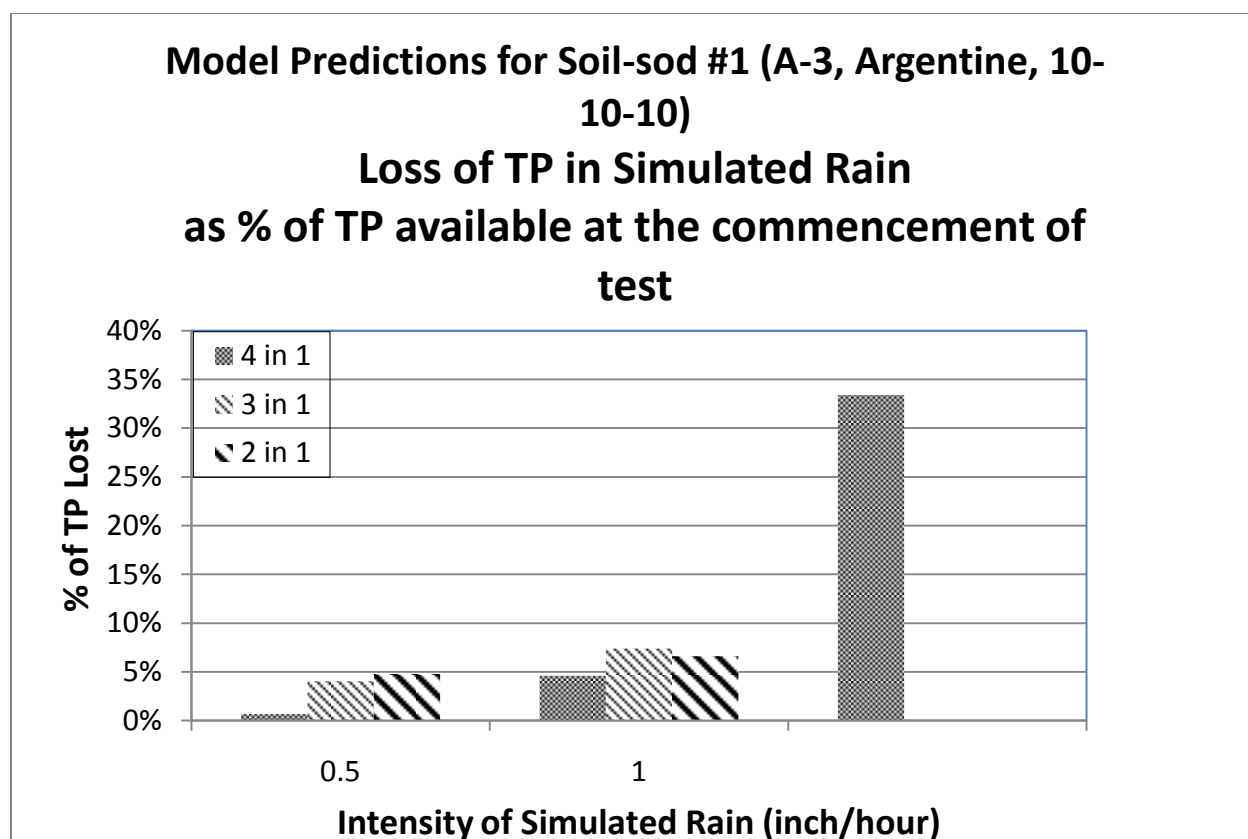 Model Predictions for Soil-sod #1 (A-3, Argentine, 10-
10-10)
Loss of TP in Simulated Rain
as % of TP available at the commencement of
test
40%
35%
30%
25%
20%
15%
10%
5%
0%
% of TP Lost
4 in 1
3 in 1
2 in 1
0.5 1
Intensity of Simulated Rain (inch/hour)